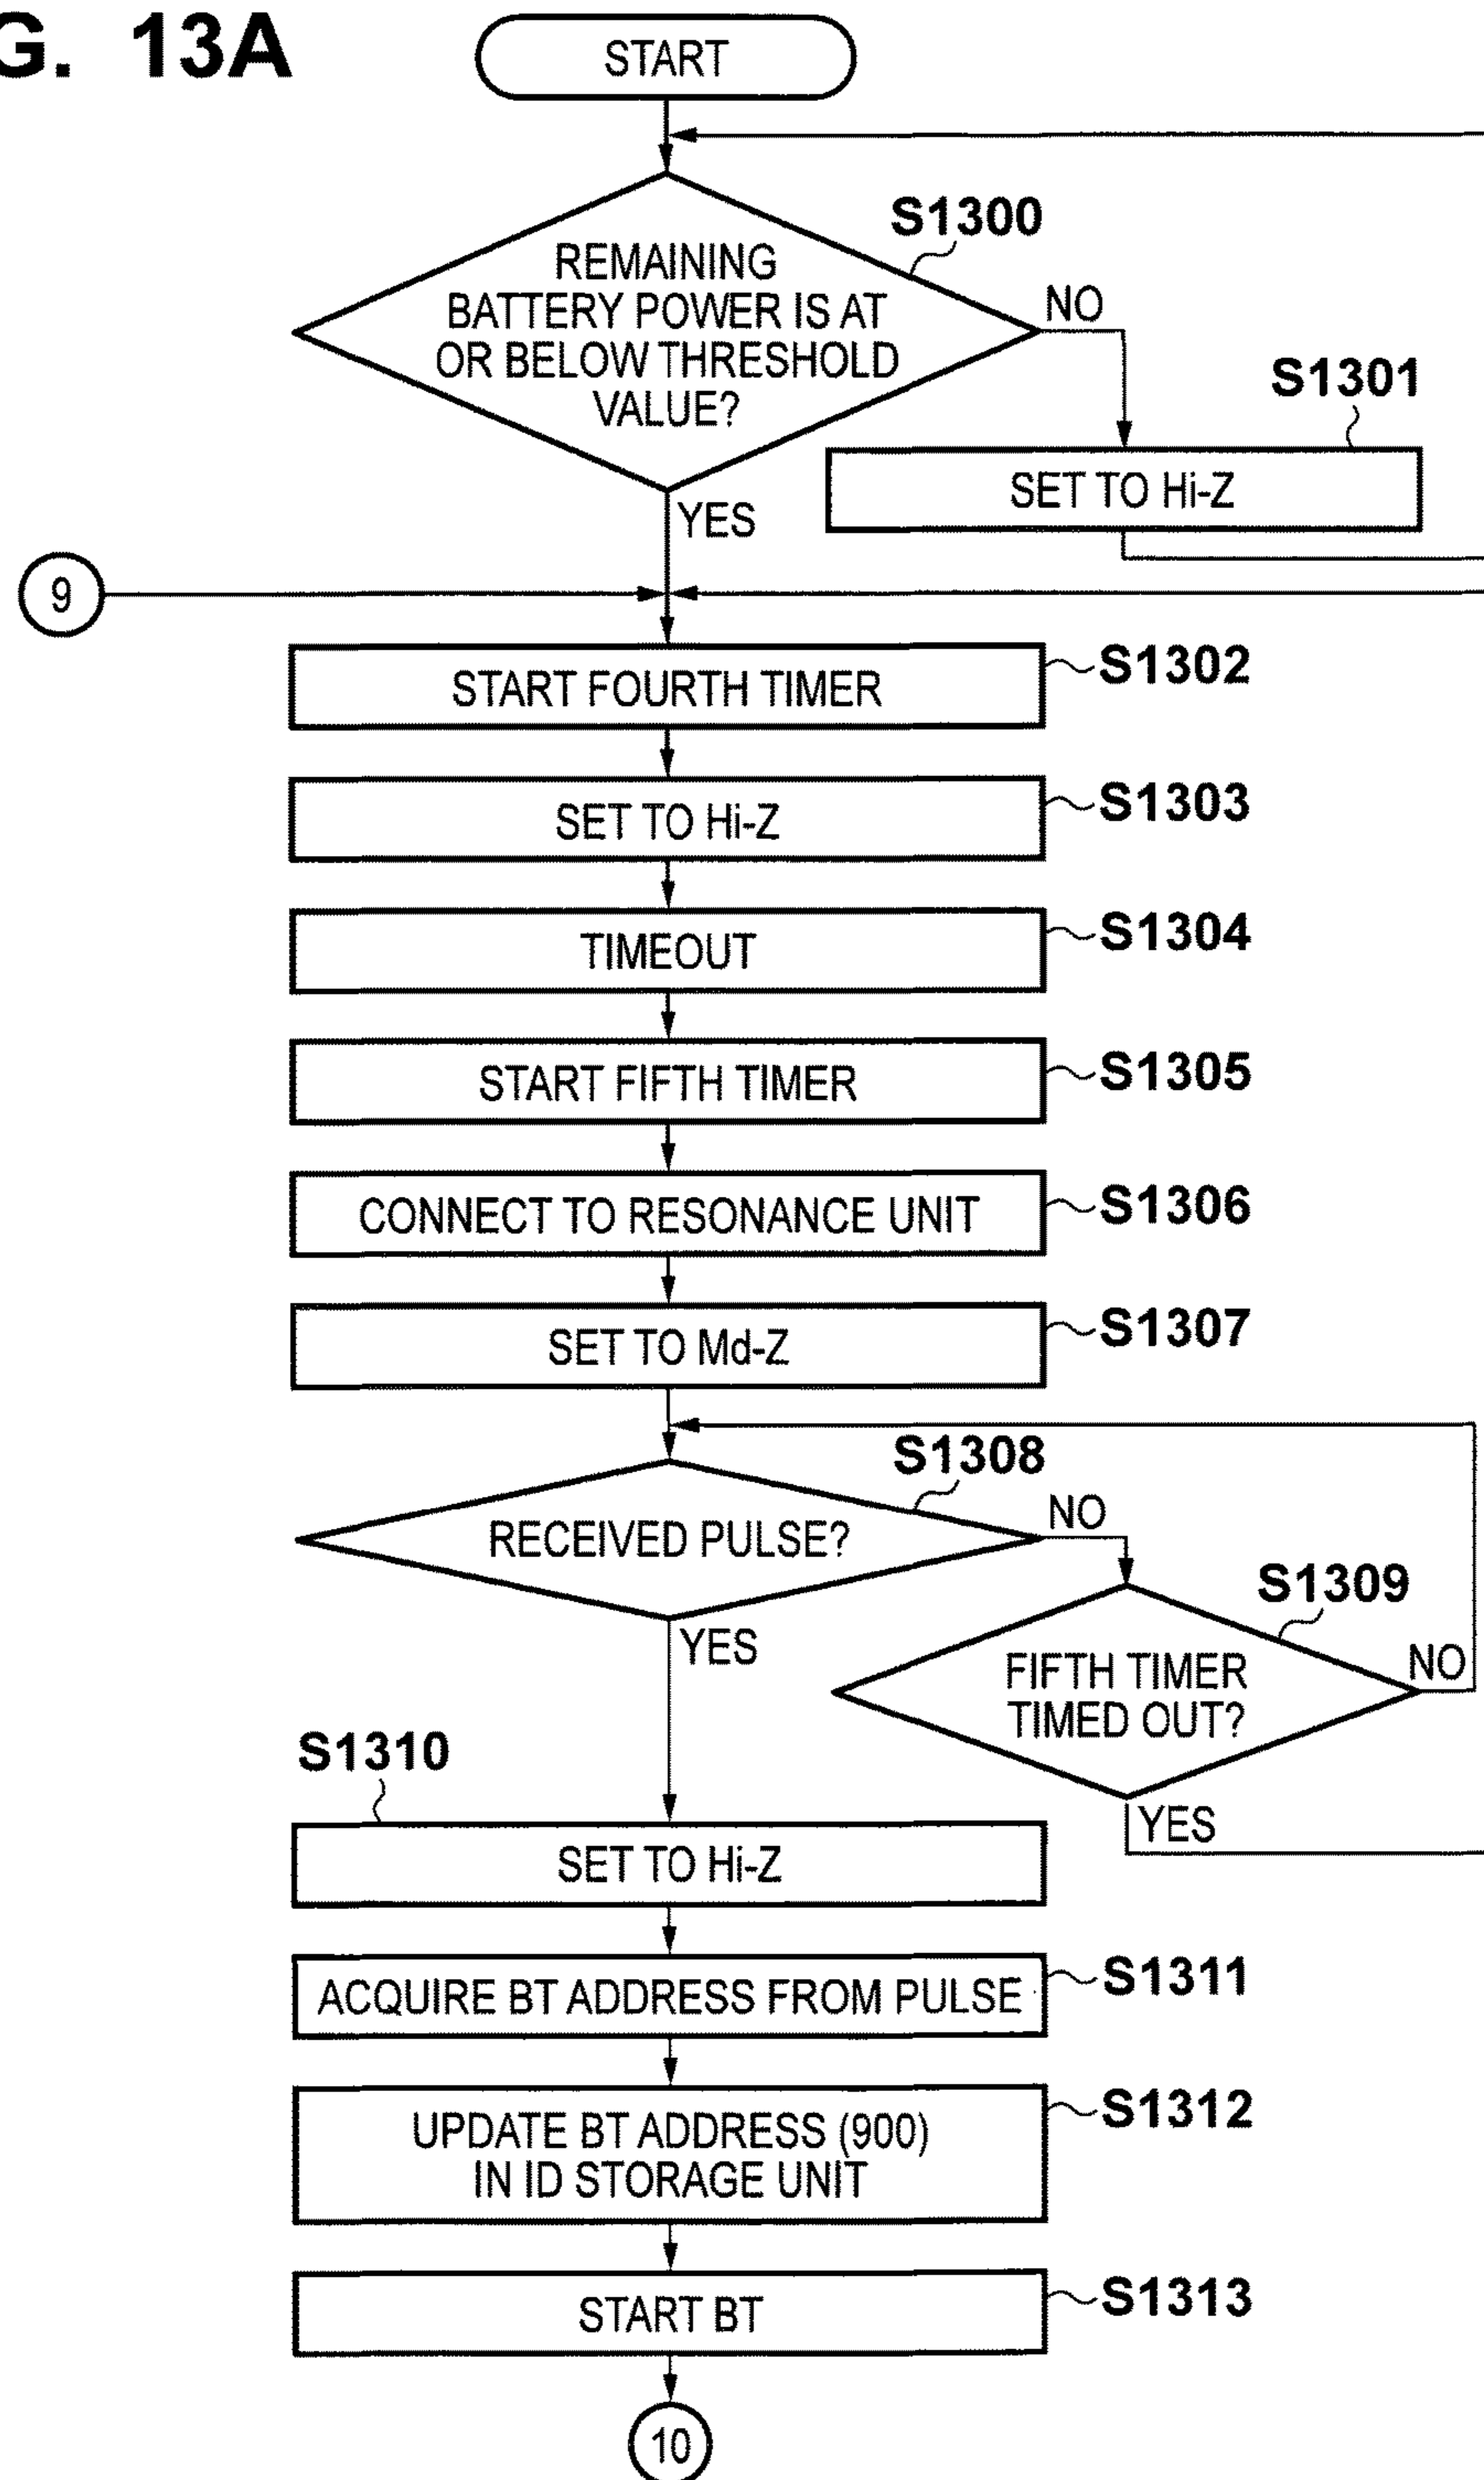 G. 13A
START
S1300
REMAINING
BATTERY POWER IS AT
OR BELOW THRESHOLD
VALUE?
NO
S1301
SET TO Hi-Z
YES
9
START FOURTH TIMER
S1302
SET TO Hi-Z
S1303
TIMEOUT
S1304
START FIFTH TIMER
S1305
CONNECT TO RESONANCE UNIT
S1306
SET TO Md-Z
S1307
S1308
RECEIVED PULSE?
NO
S1309
FIFTH TIMER
TIMED OUT?
NO
YES
YES
S1310
SET TO Hi-Z
ACQUIRE BT ADDRESS FROM PULSE
S1311
UPDATE BT ADDRESS (900)
IN ID STORAGE UNIT
S1312
START BT
S1313
10